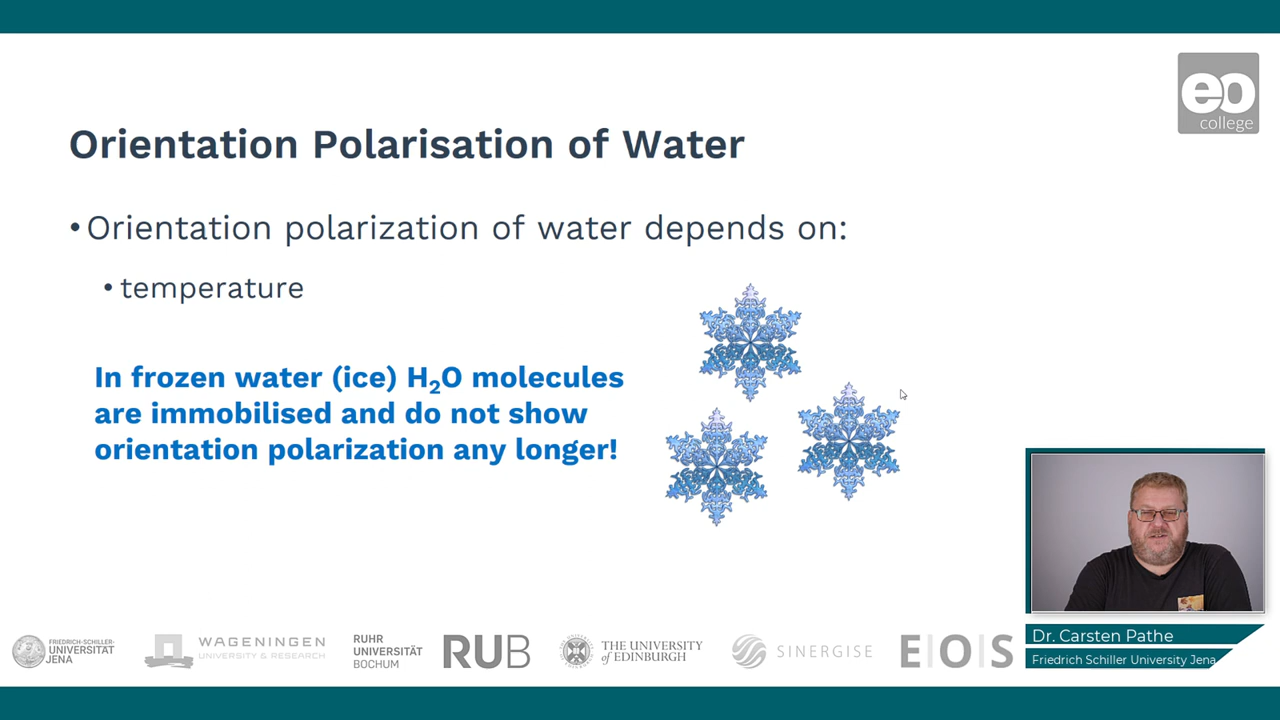 eo
college
Orientation Polarisation of Water
• Orientation polarization of water depends on:
• temperature
In frozen water (ice) H₂O molecules
are immobilised and do not show
orientation polarization any longer!
Dr. Carsten Pathe
Friedrich Schiller University Jena
FRIEDRICH-SCHILLER-
UNIVERSITÄT
JENA
WAGENINGEN
UNIVERSITY & RESEARCH
RUHR
UNIVERSITÄT
BOCHUM
RUB
THE UNIVERSITY
of EDINBURGH
SINERGISE
E|O|S